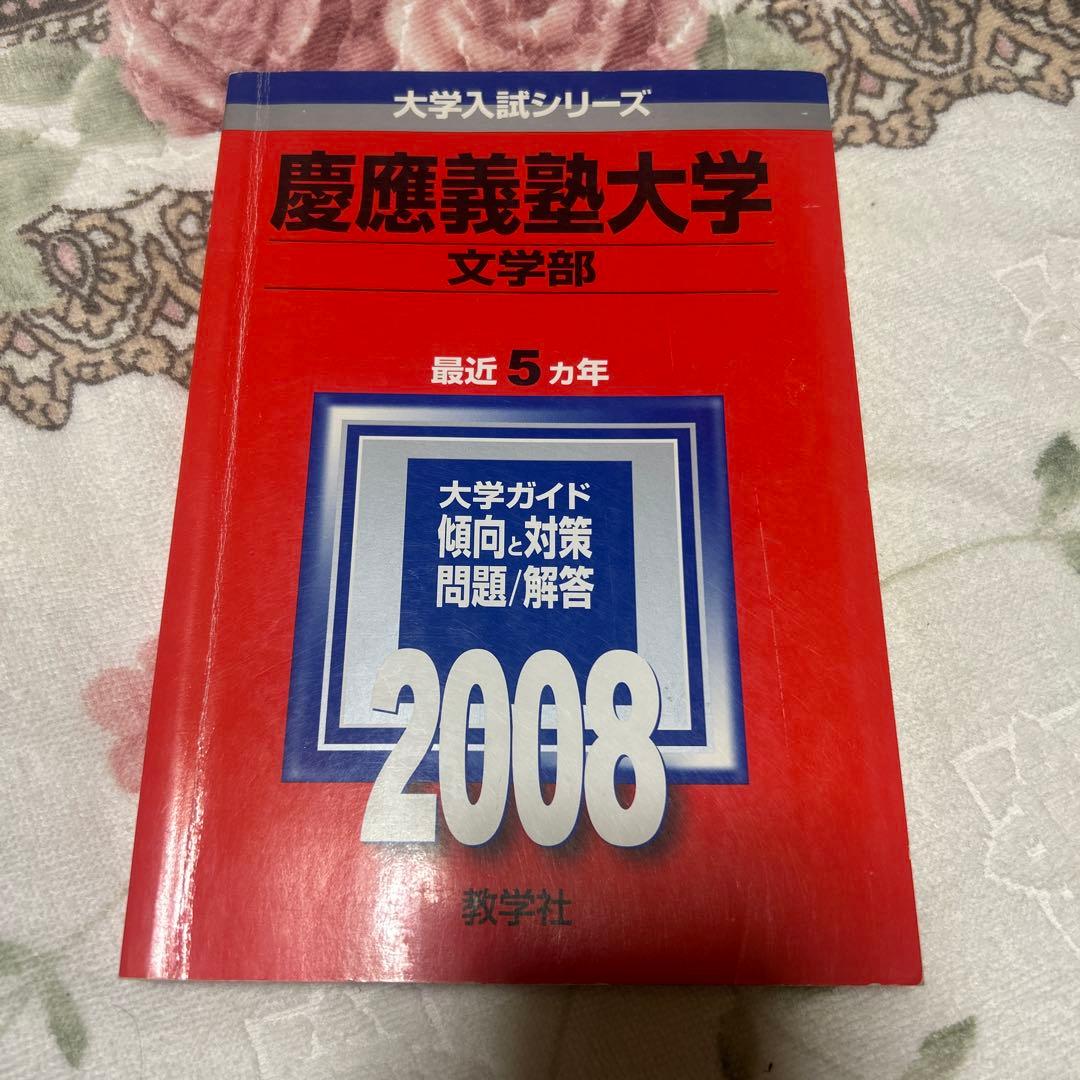 大学入試シリーズ
慶應義塾大学
文学部
最近5ヵ年
大学ガイド
傾向と対策
問題/解答
2008
教学社